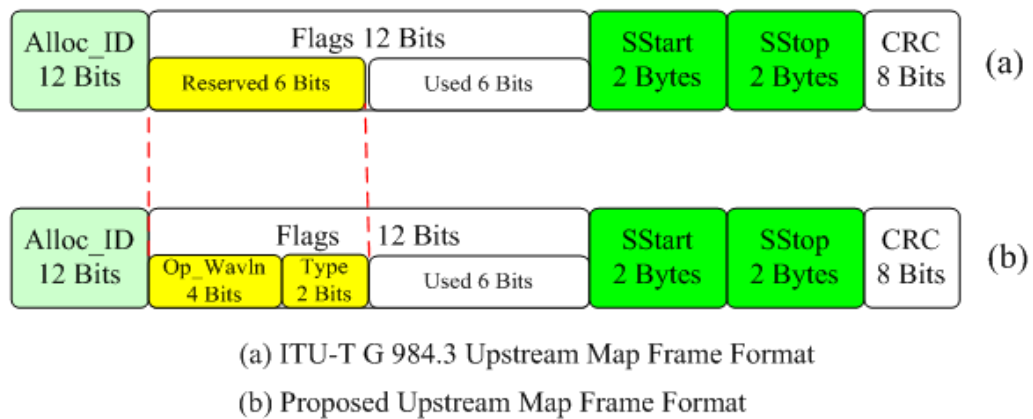 Alloc_ID
12 Bits
Flags 12 Bits
Reserved 6 Bits
Used 6 Bits
SStart
2 Bytes
SStop
2 Bytes
CRC
8 Bits
(a)
Alloc_ID
12 Bits
Flags 12 Bits
Op_Wavln
4 Bits
Type
2 Bits
Used 6 Bits
SStart
2 Bytes
SStop
2 Bytes
CRC
8 Bits
(b)
(a) ITU-T G 984.3 Upstream Map Frame Format
(b) Proposed Upstream Map Frame Format